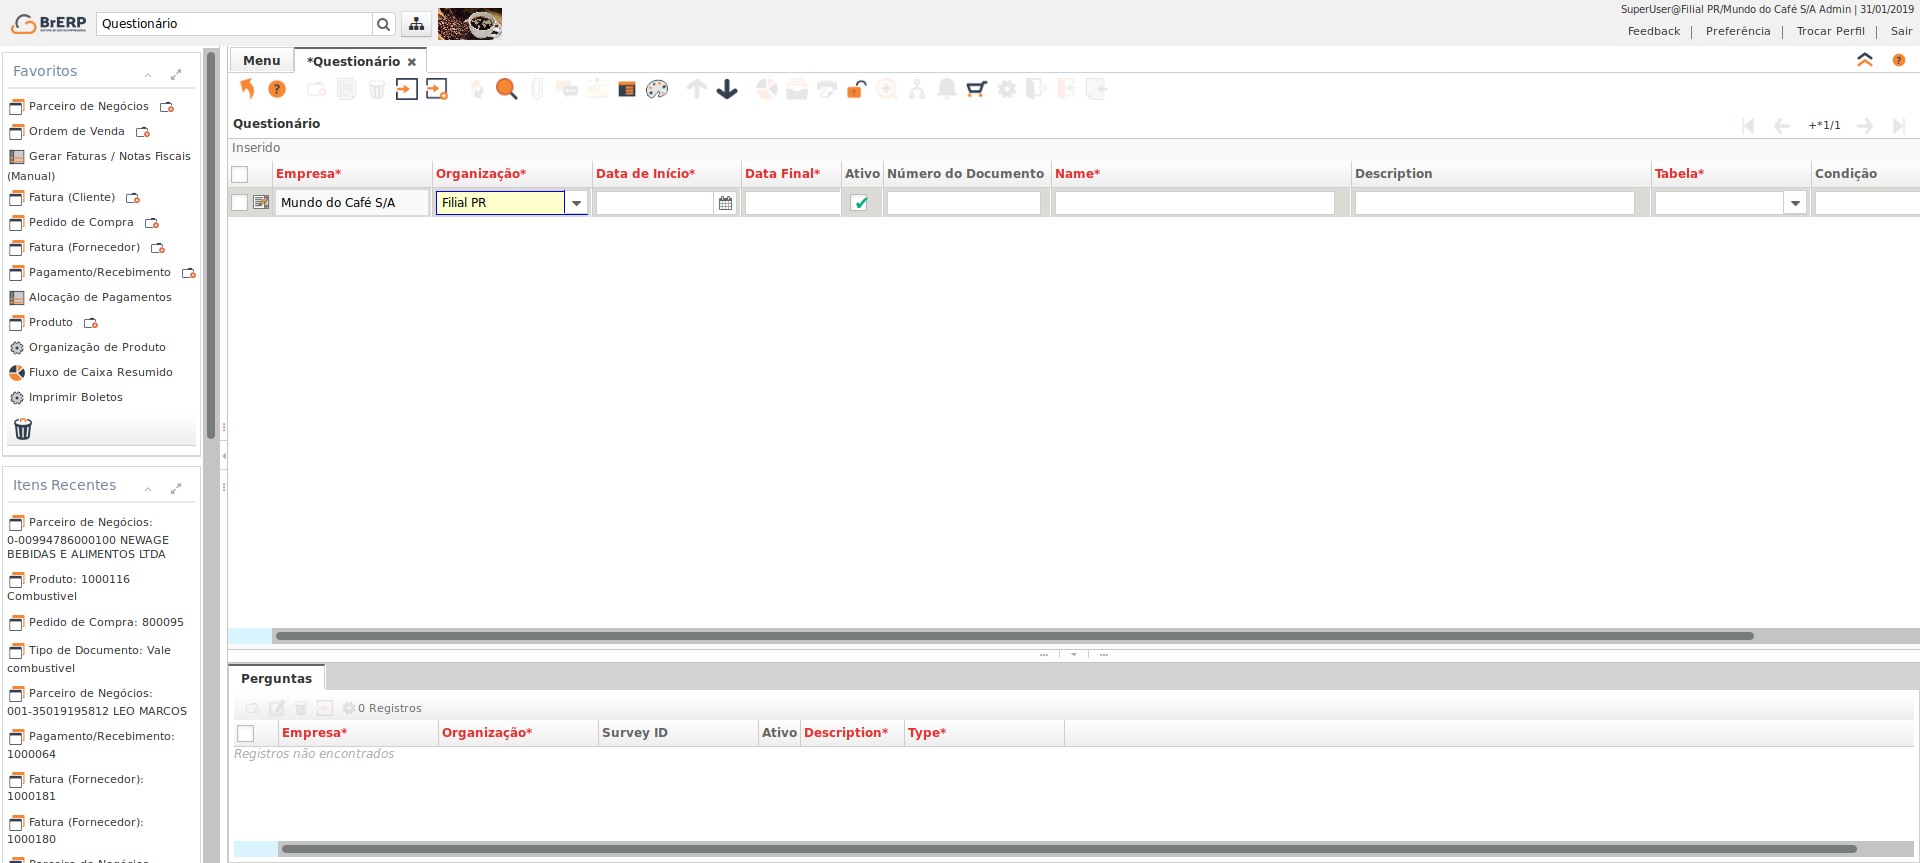 BrERP
Questionário
SuperUser@Filial PR/Mundo do Café S/A Admin | 31/01/2019
Feedback | Preferência | Trocar Perfil | Sair
Favoritos
Parceiro de Negócios
Ordem de Venda
Gerar Faturas / Notas Fiscais
(Manual)
Fatura (Cliente)
Pedido de Compra
Fatura (Fornecedor)
Pagamento/Recebimento
Alocação de Pagamentos
Produto
Organização de Produto
Fluxo de Caixa Resumido
Imprimir Boletos
Itens Recentes
Parceiro de Negócios:
0-00994786000100 NEWAGE
BEBIDAS E ALIMENTOS LTDA
Produto: 1000116
Combustivel
Pedido de Compra: 800095
Tipo de Documento: Vale
combustivel
Parceiro de Negócios:
001-35019195812 LEO MARCOS
Pagamento/Recebimento:
1000064
Fatura (Fornecedor):
1000181
Fatura (Fornecedor):
1000180
Parceiro de Negócios
Menu
*Questionário
Questionário
+*1/1
Inserido
Empresa* Organização* Data de Início* Data Final* Ativo Número do Documento Name* Description Tabela* Condição
Mundo do Café S/A Filial PR
Perguntas
0 Registros
Empresa* Organização* Survey ID Ativo Description* Type*
Registros não encontrados